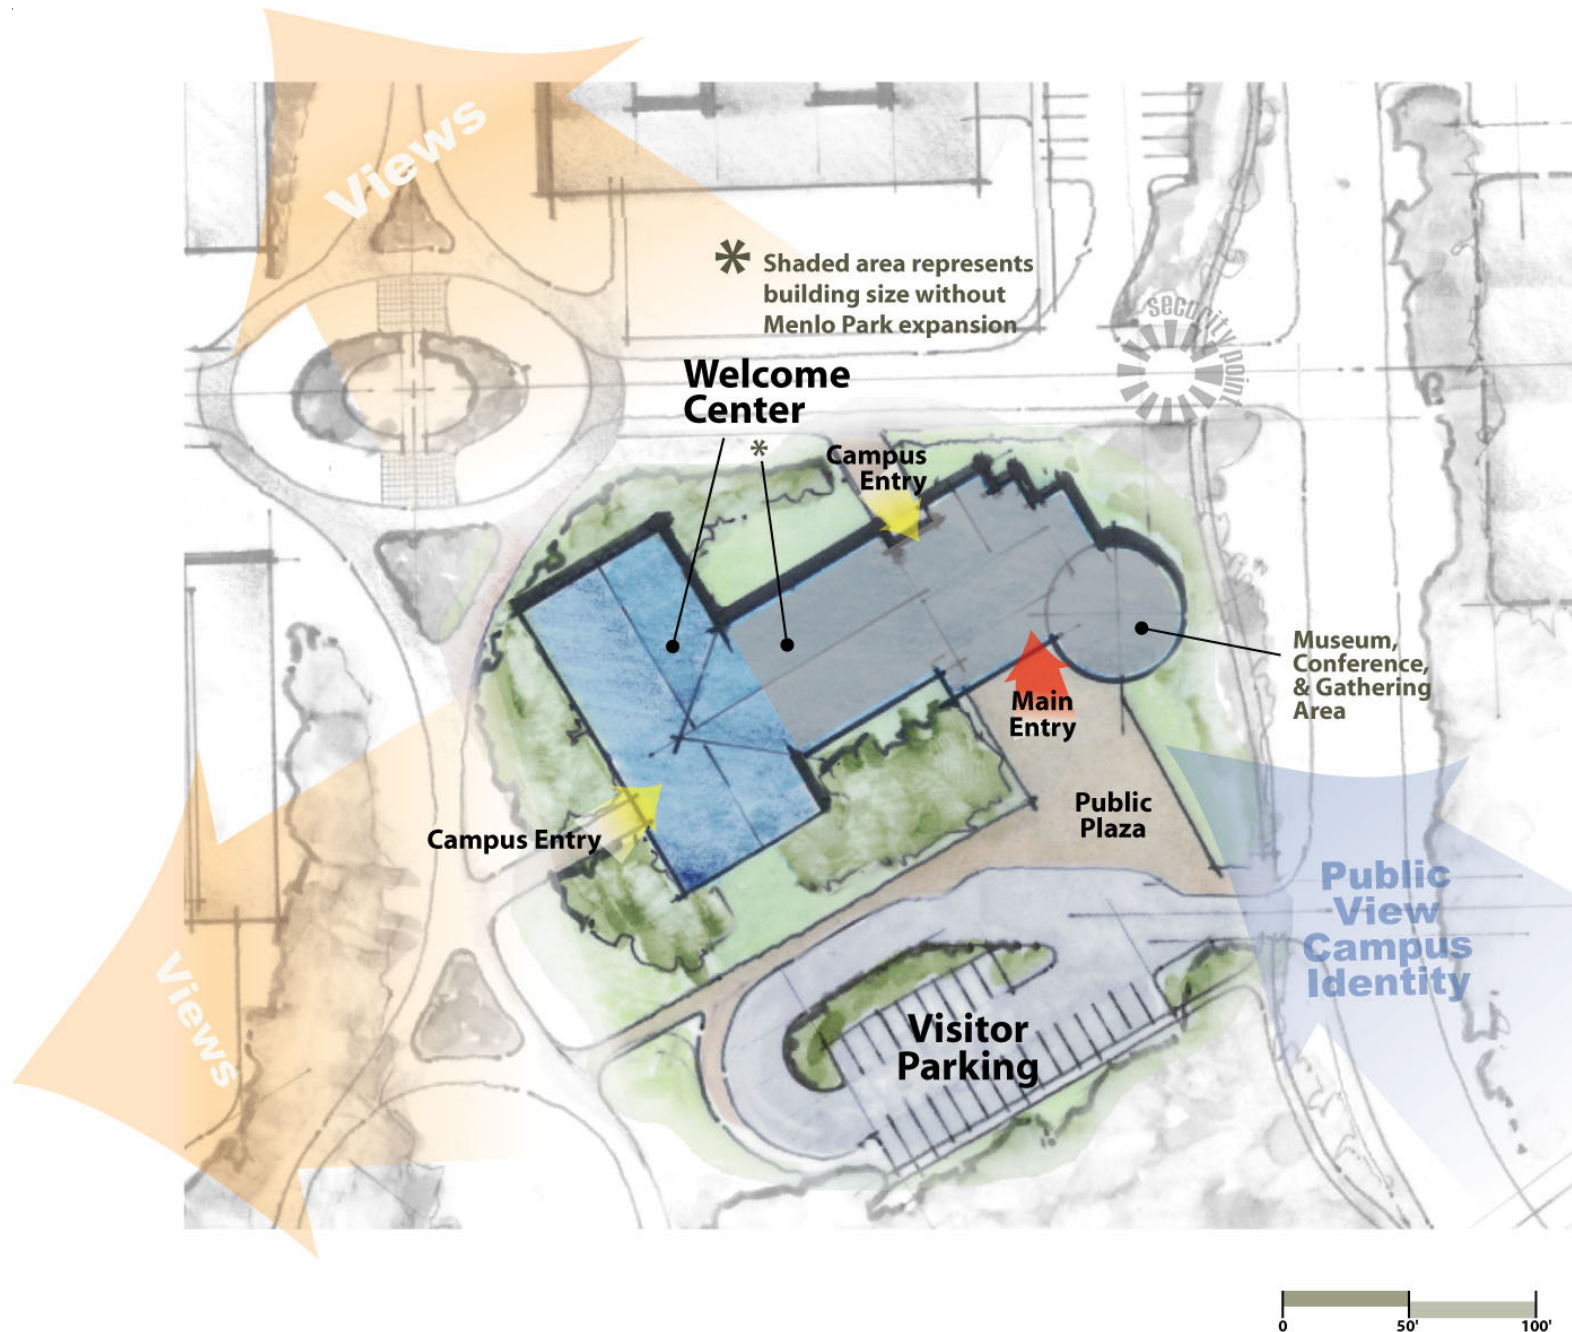 Views
* Shaded area represents
building size without
Menlo Park expansion
security point
Welcome
Center
*
Campus
Entry
Museum,
Conference,
& Gathering
Area
Main
Entry
Public
Plaza
Campus Entry
Public
View
Campus
Identity
Views
Visitor
Parking
0 50' 100'